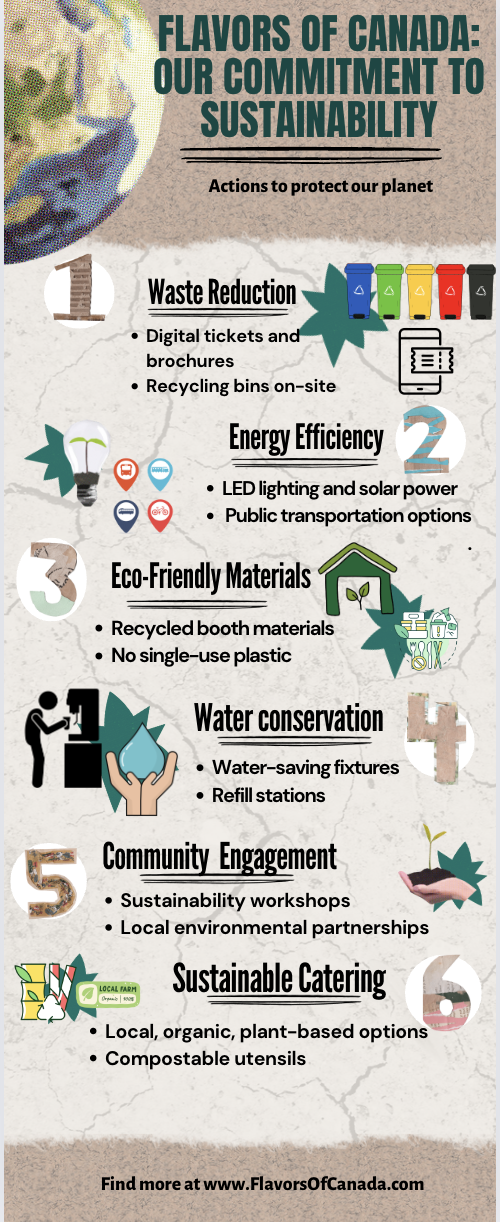 FLAVORS OF CANADA:
OUR COMMITMENT TO
SUSTAINABILITY
Actions to protect our planet
1
Waste Reduction
• Digital tickets and
brochures
• Recycling bins on-site
Energy Efficiency
2
• LED lighting and solar power
• Public transportation options
3
Eco-Friendly Materials
• Recycled booth materials
• No single-use plastic
Water conservation
4
• Water-saving fixtures
• Refill stations
5
Community Engagement
• Sustainability workshops
• Local environmental partnerships
Sustainable Catering
6
LOCAL FARM
Organic
• Local, organic, plant-based options
• Compostable utensils
Find more at www.FlavorsOfCanada.com